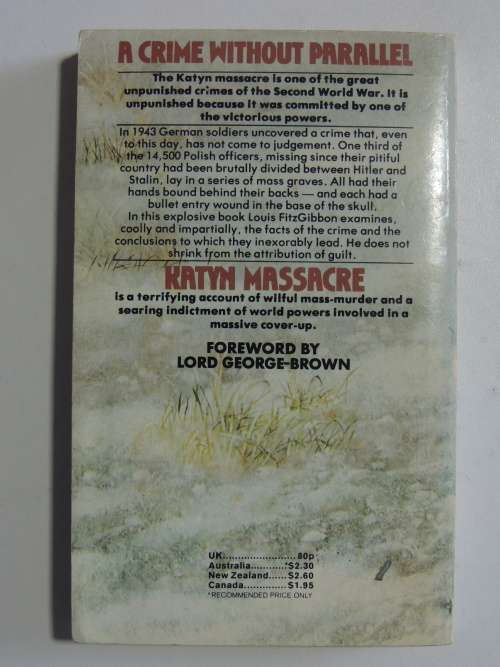 A CRIME WITHOUT PARALLEL
The Katyn massacre is one of the great
unpunished crimes of the Second World War. It is
unpunished because it was committed by one of
the victorious powers.
In 1943 German soldiers uncovered a crime that, even
to this day, has not come to judgement. One third of
the 14,500 Polish officers, missing since their pitiful
country had been brutally divided between Hitler and
Stalin, lay in a series of mass graves. All had their
hands bound behind their backs — and each had a
bullet entry wound in the base of the skull.
In this explosive book Louis FitzGibbon examines,
coolly and impartially, the facts of the crime and the
conclusions to which they inexorably lead. He does not
shrink from the attribution of guilt.
KATYN MASSACRE
is a terrifying account of wilful mass-murder and a
searing indictment of world powers involved in a
massive cover-up.
FOREWORD BY
LORD GEORGE-BROWN
UK....................... 80p
Australia...........*$2.30
New Zealand......$2.60
Canada..............$1.95
*RECOMMENDED PRICE ONLY